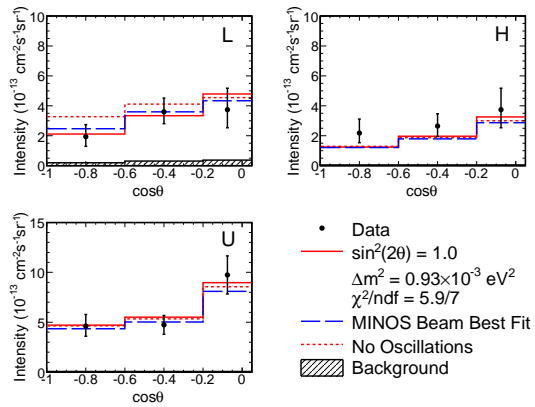 L
Intensity (10⁻¹³ cm⁻²s⁻¹sr⁻¹)
10
8
6
4
2
0
-1 -0.8 -0.6 -0.4 -0.2 0
cosθ
H
Intensity (10⁻¹³ cm⁻²s⁻¹sr⁻¹)
10
8
6
4
2
0
-1 -0.8 -0.6 -0.4 -0.2 0
cosθ
U
Intensity (10⁻¹³ cm⁻²s⁻¹sr⁻¹)
15
10
5
0
-1 -0.8 -0.6 -0.4 -0.2 0
cosθ
Data
sin²(2θ) = 1.0
Δm² = 0.93×10⁻³ eV²
χ²/ndf = 5.9/7
MINOS Beam Best Fit
No Oscillations
Background